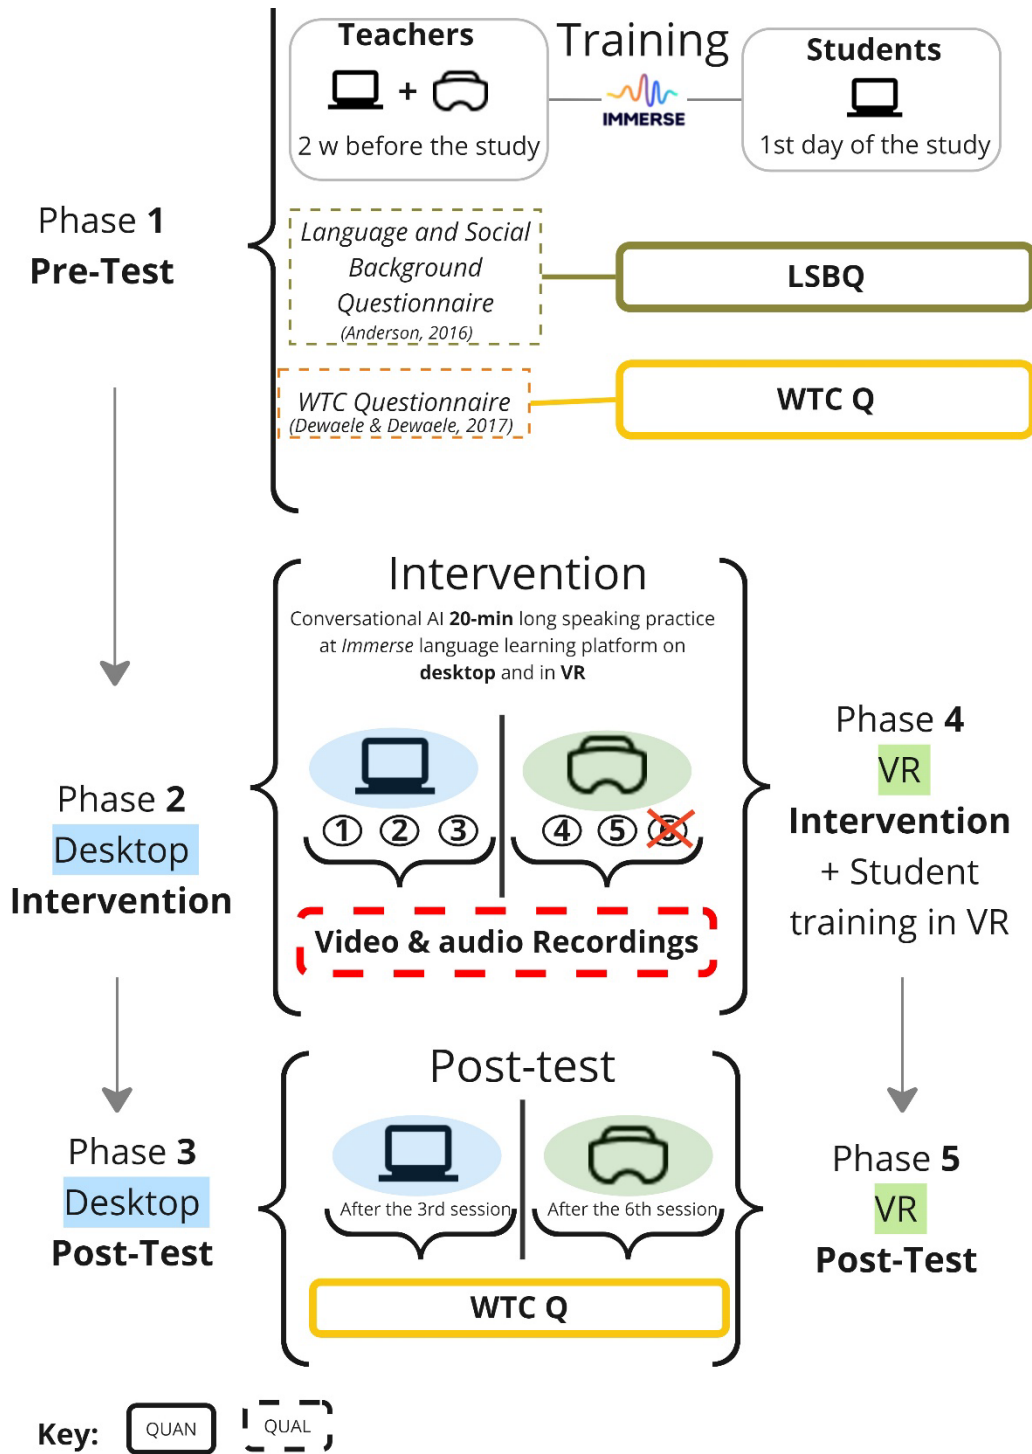 Teachers
+
2 w before the study
Training
IMMERSE
Students
1st day of the study
Phase 1
Pre-Test
Language and Social
Background
Questionnaire
(Anderson, 2016)
LSBQ
WTC Questionnaire
(Dewaele & Dewaele, 2017)
WTC Q
Intervention
Conversational AI 20-min long speaking practice
at Immerse language learning platform on
desktop and in VR
1 2 3
4 5 6
Video & audio Recordings
Phase 2
Desktop
Intervention
Phase 4
VR
Intervention
+ Student
training in VR
Post-test
After the 3rd session
After the 6th session
WTC Q
Phase 3
Desktop
Post-Test
Phase 5
VR
Post-Test
Key: QUAN QUAL